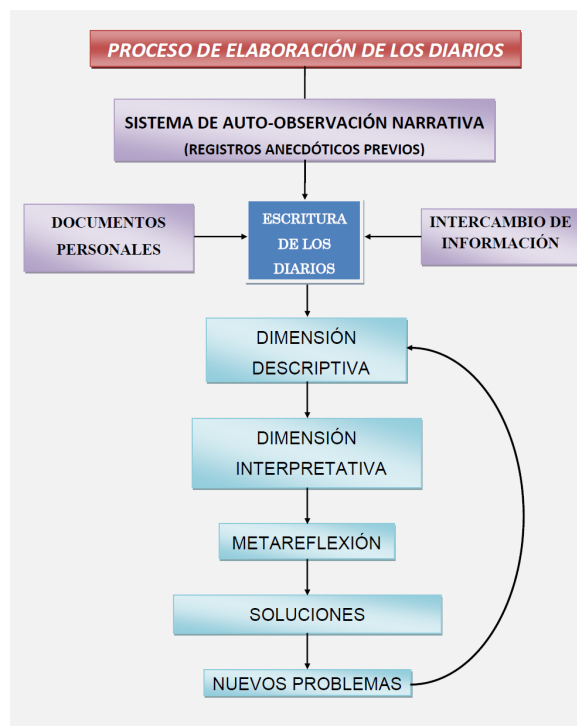 PROCESO DE ELABORACIÓN DE LOS DIARIOS
SISTEMA DE AUTO-OBSERVACIÓN NARRATIVA
(REGISTROS ANECDÓTICOS PREVIOS)
DOCUMENTOS
PERSONALES
ESCRITURA
DE LOS
DIARIOS
INTERCAMBIO DE
INFORMACIÓN
DIMENSIÓN
DESCRIPTIVA
DIMENSIÓN
INTERPRETATIVA
METAREFLEXIÓN
SOLUCIONES
NUEVOS PROBLEMAS